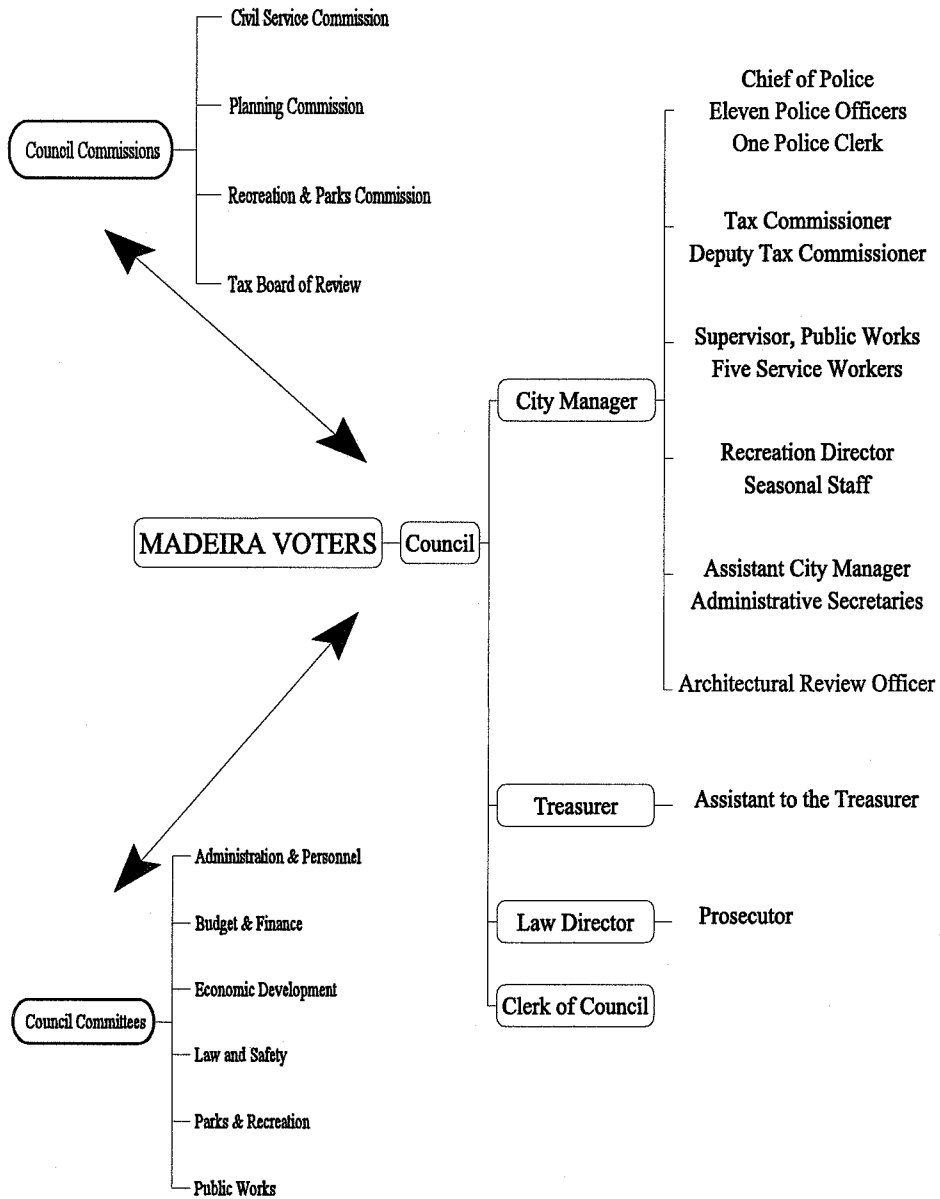 Council Commissions
Civil Service Commission
Planning Commission
Recreation & Parks Commission
Tax Board of Review
MADEIRA VOTERS
Council
City Manager
Chief of Police
Eleven Police Officers
One Police Clerk
Tax Commissioner
Deputy Tax Commissioner
Supervisor, Public Works
Five Service Workers
Recreation Director
Seasonal Staff
Assistant City Manager
Administrative Secretaries
Architectural Review Officer
Treasurer
Assistant to the Treasurer
Law Director
Prosecutor
Clerk of Council
Council Committees
Administration & Personnel
Budget & Finance
Economic Development
Law and Safety
Parks & Recreation
Public Works